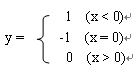 1 (x < 0)↵
y = { -1 (x = 0)↵
0 (x > 0)↵